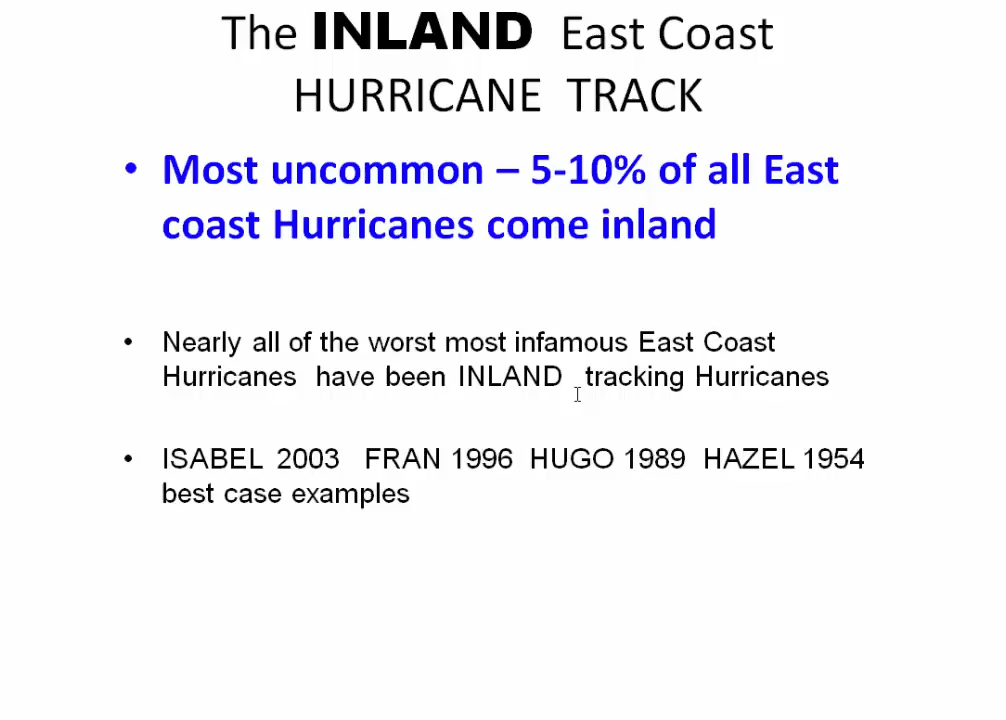 The INLAND East Coast
HURRICANE TRACK
• Most uncommon – 5-10% of all East
coast Hurricanes come inland
• Nearly all of the worst most infamous East Coast
Hurricanes have been INLAND tracking Hurricanes
• ISABEL 2003 FRAN 1996 HUGO 1989 HAZEL 1954
best case examples